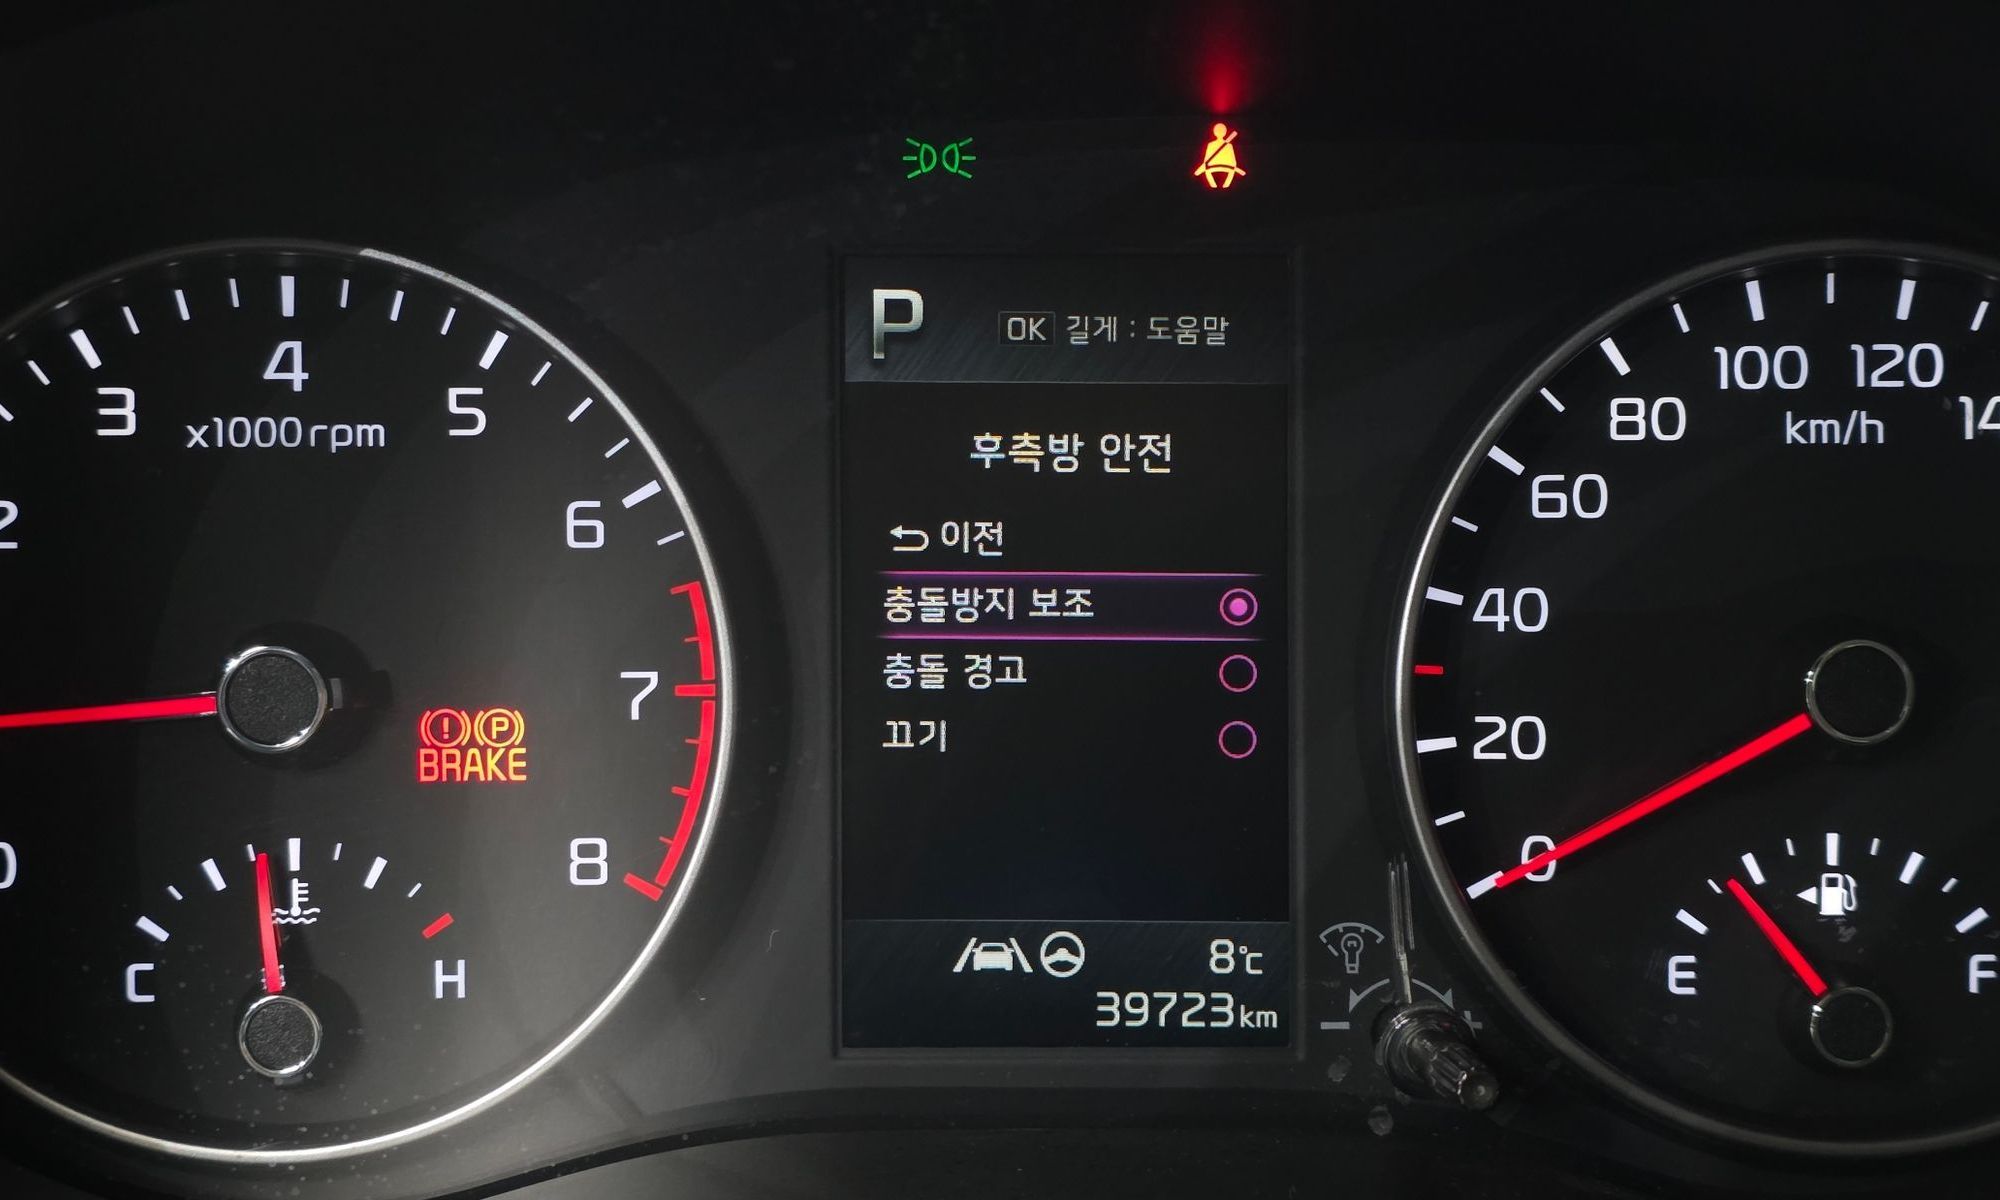 P
OK 길게 : 도움말
후측방 안전
이전
충돌방지 보조
충돌 경고
끄기
8℃
39723km
0
2
3
4
5
6
7
8
x1000rpm
(!) (P)
BRAKE
C
H
0
20
40
60
80
100
120
14
km/h
E
F
- +